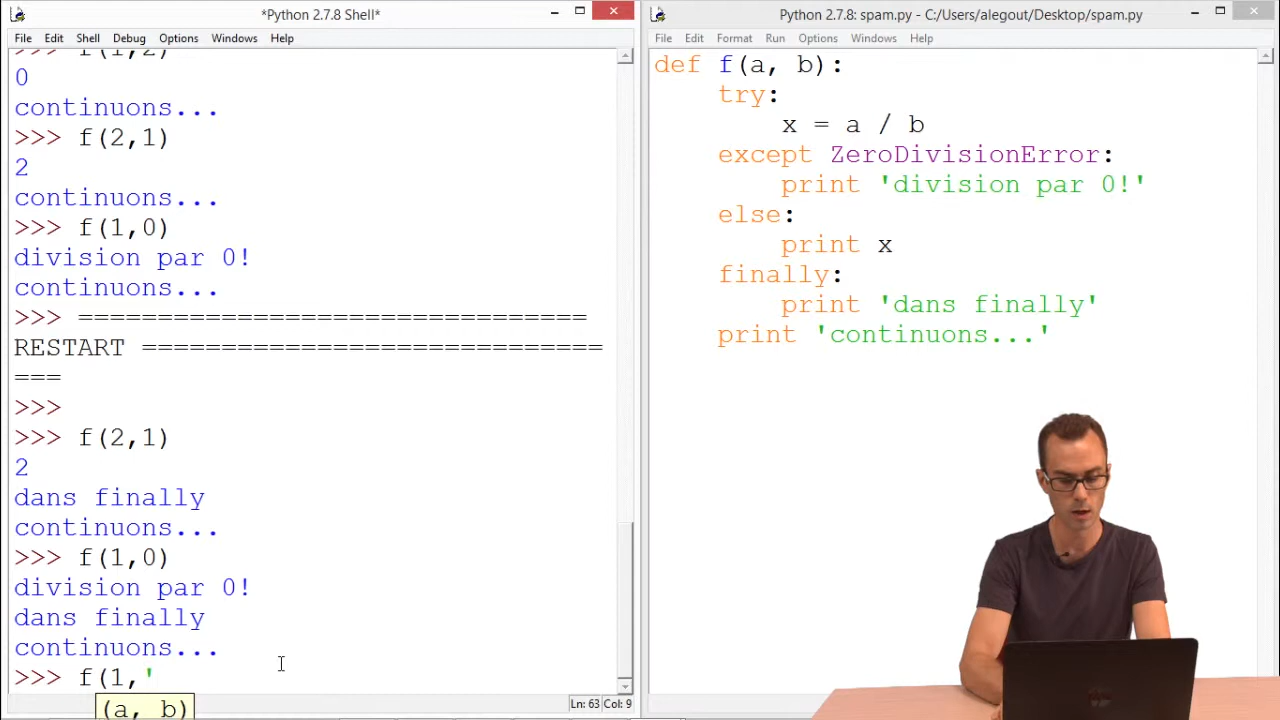 *Python 2.7.8 Shell*
File Edit Shell Debug Options Windows Help
>>> f(1,2)
0
continuons...
>>> f(2,1)
2
continuons...
>>> f(1,0)
division par 0!
continuons...
>>> ================================
RESTART =============================
===
>>>
>>> f(2,1)
2
dans finally
continuons...
>>> f(1,0)
division par 0!
dans finally
continuons...
>>> f(1,'
(a, b)
Ln: 63 Col: 9
Python 2.7.8: spam.py - C:/Users/alegout/Desktop/spam.py
File Edit Format Run Options Windows Help
def f(a, b):
    try:
        x = a / b
    except ZeroDivisionError:
        print 'division par 0!'
    else:
        print x
    finally:
        print 'dans finally'
    print 'continuons...'